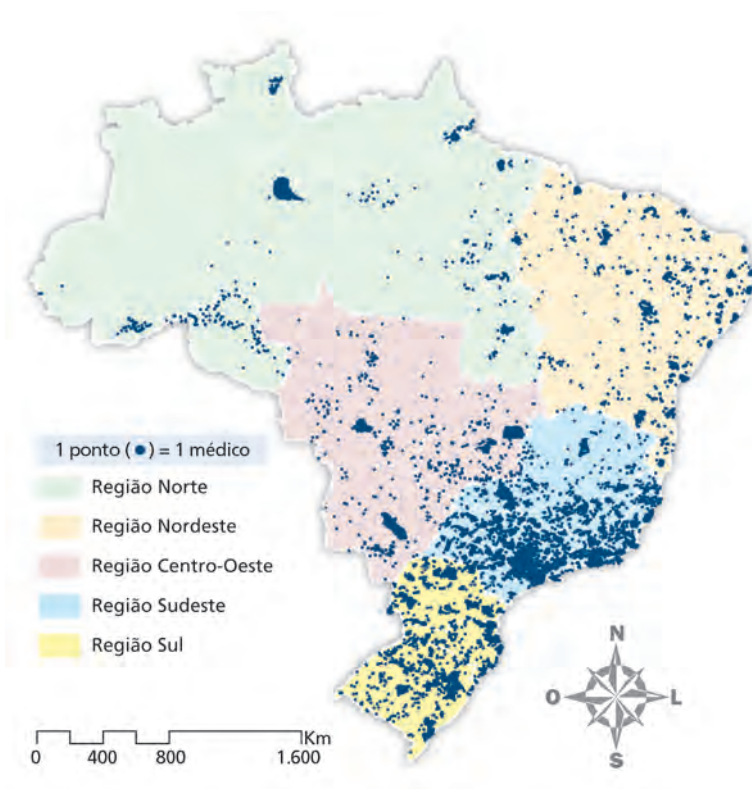 1 ponto ( ) = 1 médico
Região Norte
Região Nordeste
Região Centro-Oeste
Região Sudeste
Região Sul
N
O L
S
Km
0 400 800 1.600